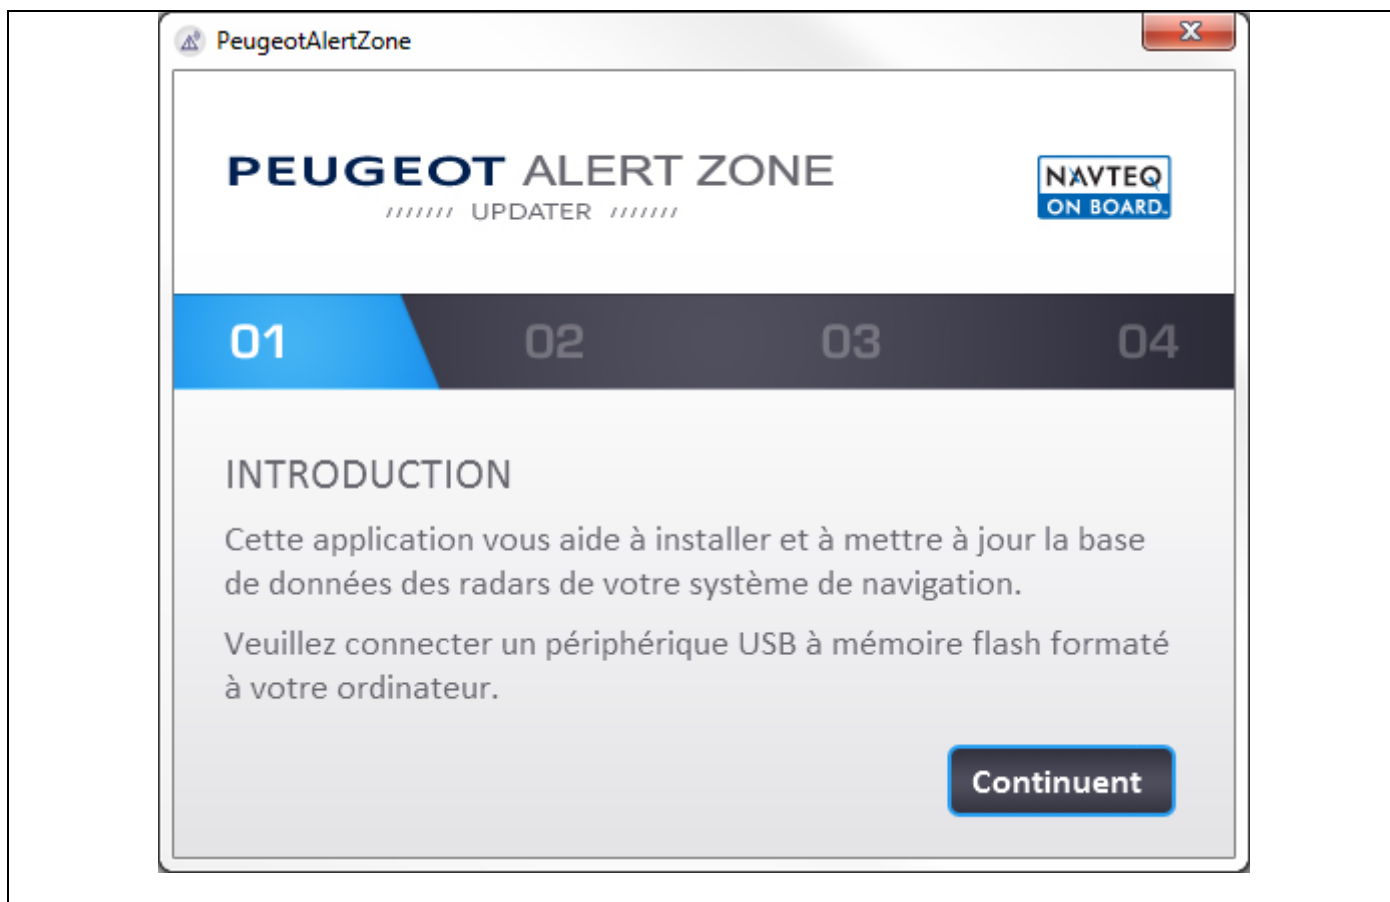 PeugeotAlertZone
PEUGEOT ALERT ZONE
/////// UPDATER ///////
NAVTEQ
ON BOARD™
01 02 03 04
INTRODUCTION
Cette application vous aide à installer et à mettre à jour la base
de données des radars de votre système de navigation.
Veuillez connecter un périphérique USB à mémoire flash formaté
à votre ordinateur.
Continuent